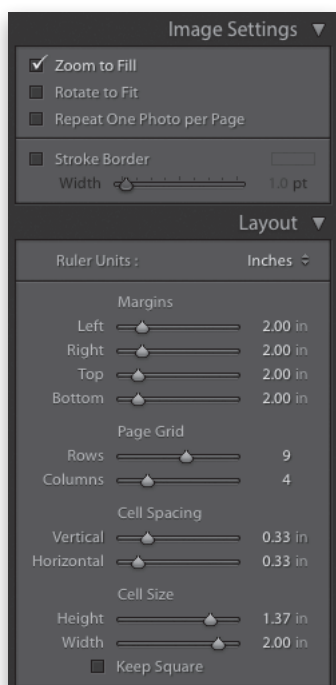 Image Settings ▼
Zoom to Fill
Rotate to Fit
Repeat One Photo per Page
Stroke Border
Width 1.0 pt
Layout ▼
Ruler Units : Inches
Margins
Left 2.00 in
Right 2.00 in
Top 2.00 in
Bottom 2.00 in
Page Grid
Rows 9
Columns 4
Cell Spacing
Vertical 0.33 in
Horizontal 0.33 in
Cell Size
Height 1.37 in
Width 2.00 in
Keep Square